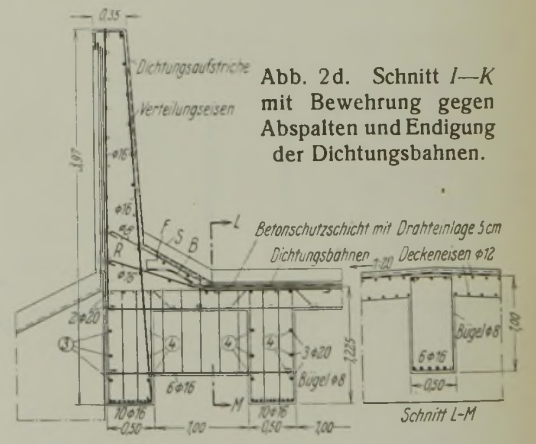 0,35
Dichtungsaufstriche
Verteilungseisen
Abb. 2d. Schnitt I—K
mit Bewehrung gegen
Abspalten und Endigung
der Dichtungsbahnen.
3,97
ϕ16
ϕ16
ϕ16
F
S
B
R
L
Betonschutzschicht mit Drahteinlage 5cm
Dichtungsbahnen
Deckeneisen ϕ12
2ϕ20
3
4
4
4
3ϕ20
Bügel ϕ8
6ϕ16
1,225
10ϕ16
M
10ϕ16
0,50
1,00
0,50
1,00
6ϕ16
Bügel ϕ8
1,00
0,50
Schnitt L-M